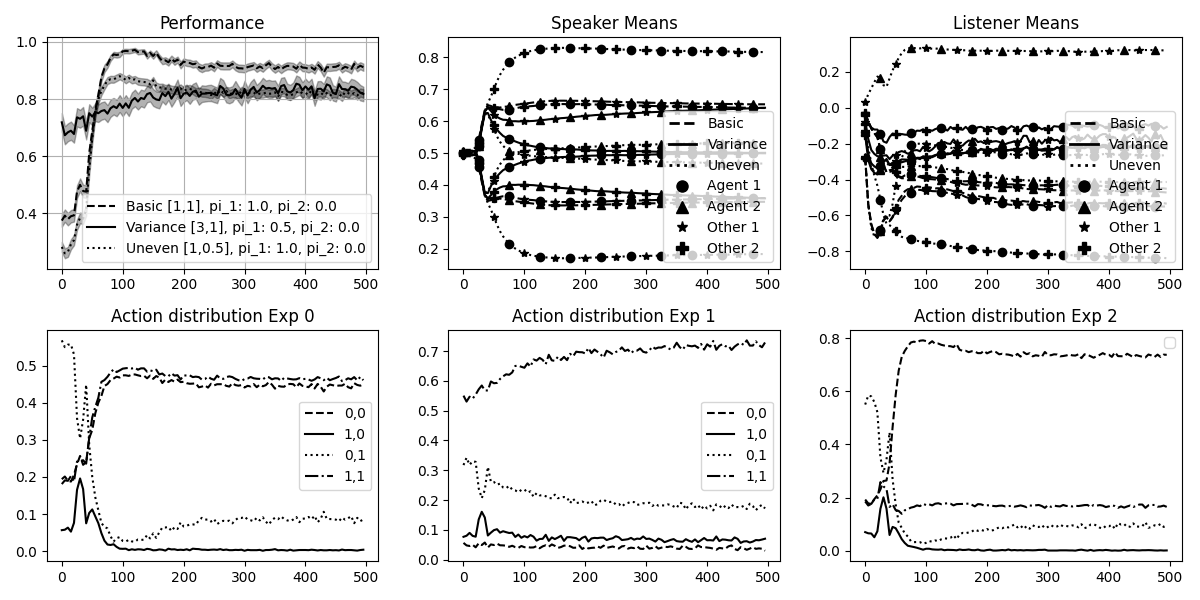 Performance
1.0
0.8
0.6
0.4
0 100 200 300 400 500
Basic [1,1], pi_1: 1.0, pi_2: 0.0
Variance [3,1], pi_1: 0.5, pi_2: 0.0
Uneven [1,0.5], pi_1: 1.0, pi_2: 0.0
Speaker Means
0.8
0.7
0.6
0.5
0.4
0.3
0.2
0 100 200 300 400 500
Basic
Variance
Uneven
Agent 1
Agent 2
Other 1
Other 2
Listener Means
0.2
0.0
−0.2
−0.4
−0.6
−0.8
0 100 200 300 400 500
Basic
Variance
Uneven
Agent 1
Agent 2
Other 1
Other 2
Action distribution Exp 0
0.5
0.4
0.3
0.2
0.1
0.0
0 100 200 300 400 500
0,0
1,0
0,1
1,1
Action distribution Exp 1
0.7
0.6
0.5
0.4
0.3
0.2
0.1
0.0
0 100 200 300 400 500
0,0
1,0
0,1
1,1
Action distribution Exp 2
0.8
0.6
0.4
0.2
0.0
0 100 200 300 400 500